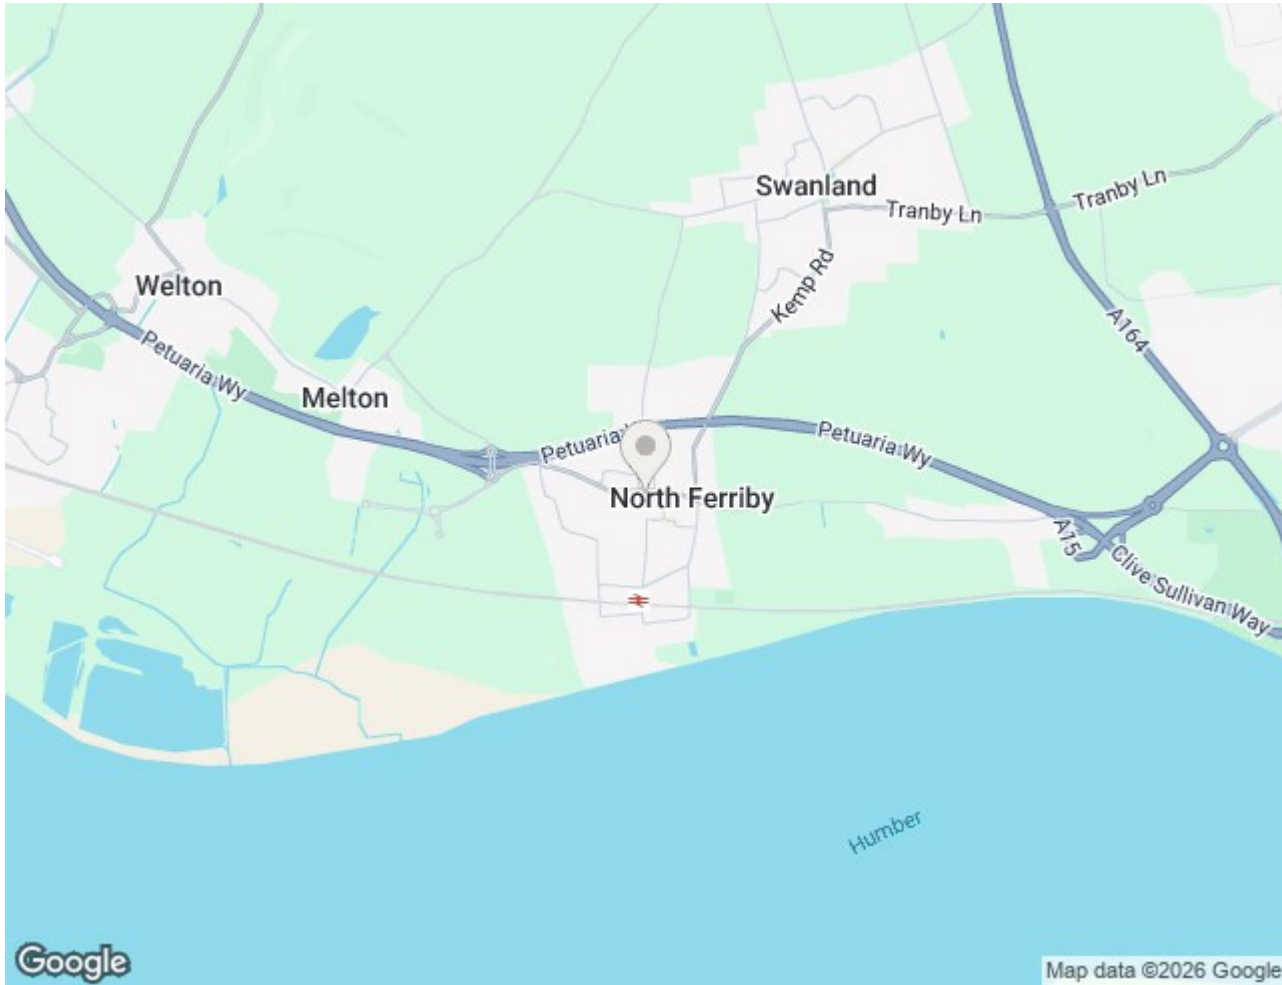 Swanland
Tranby Ln
Tranby Ln
Welton
Kemp Rd
A164
Petuaria Wy
Melton
Petuaria
Petuaria Wy
North Ferriby
A15
Clive Sullivan Way
Humber
Google
Map data ©2026 Google